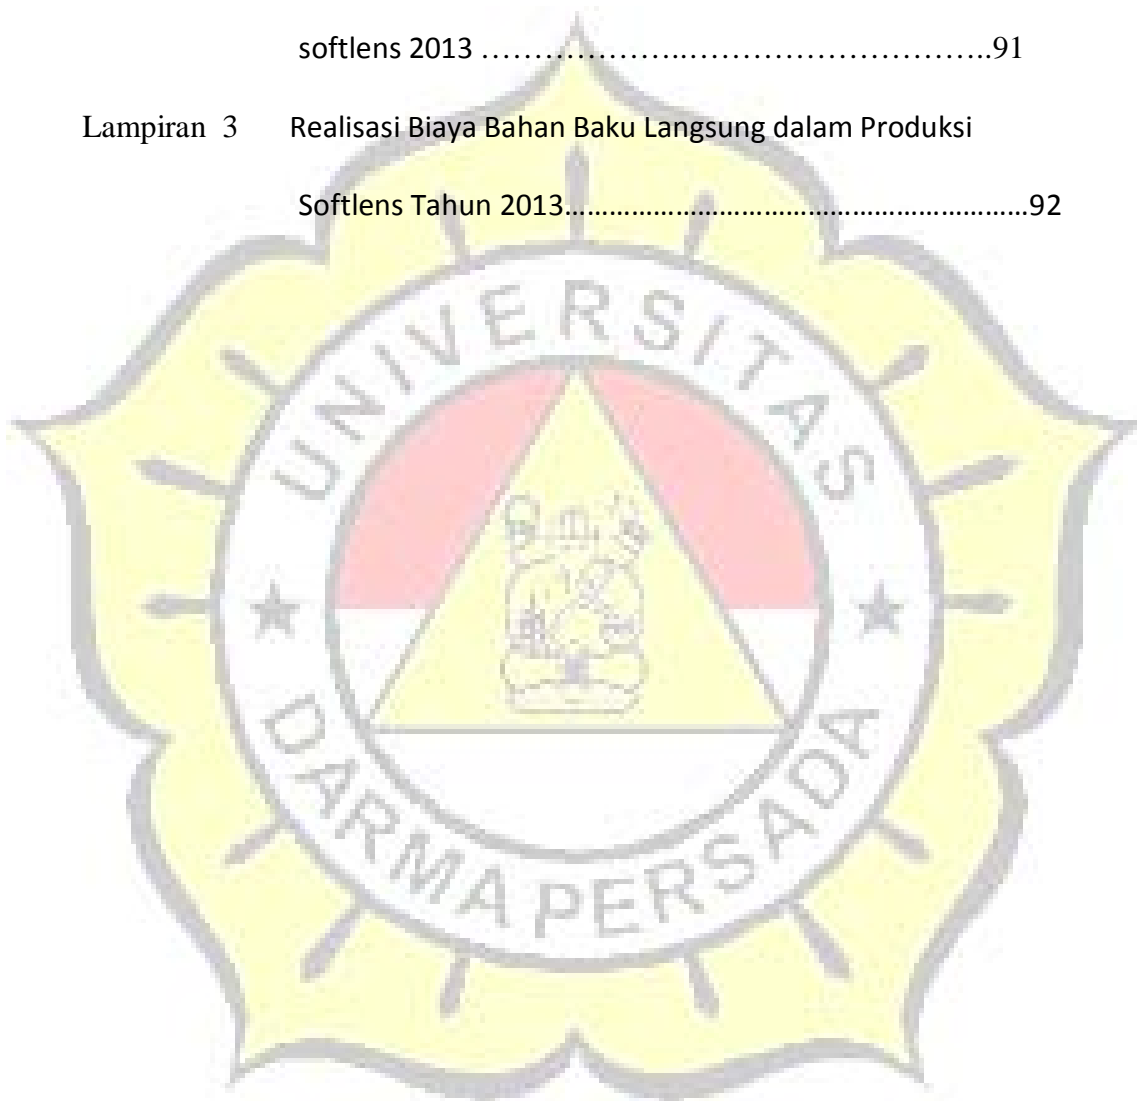 softlens 2013 ………………..………………………..91
Lampiran 3 Realisasi Biaya Bahan Baku Langsung dalam Produksi
Softlens Tahun 2013………………………………………………………92
UNIVERSITAS
DARMA PERSADA